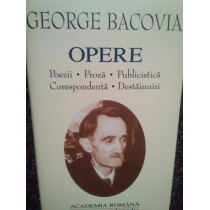 GEORGE BACOVIA
OPERE
Poezii • Proză • Publicistică
Corespondență • Destăinuiri
ACADEMIA ROMÂNĂ